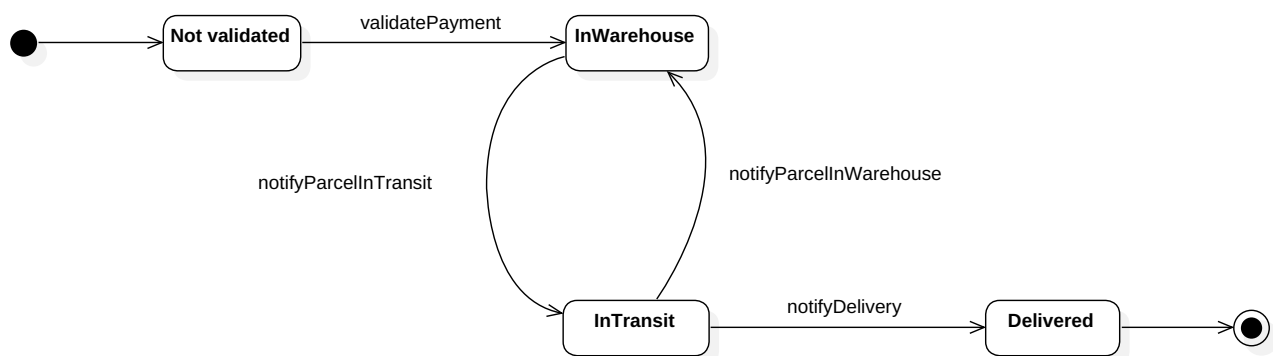 Not validated
validatePayment
InWarehouse
notifyParcelInTransit
notifyParcelInWarehouse
InTransit
notifyDelivery
Delivered